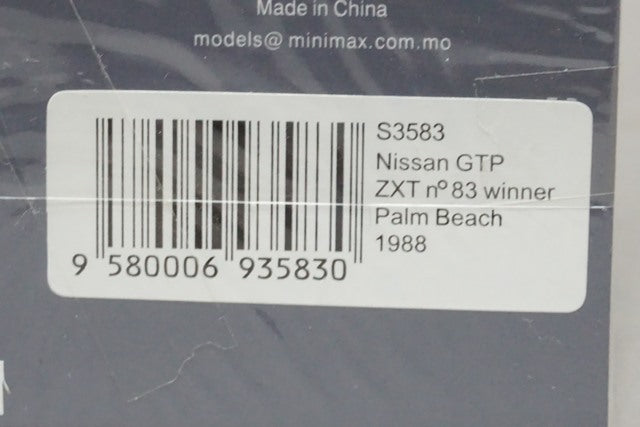 Made in China
models@ minimax.com.mo
S3583
Nissan GTP
ZXT nº 83 winner
Palm Beach
1988
9 580006 935830